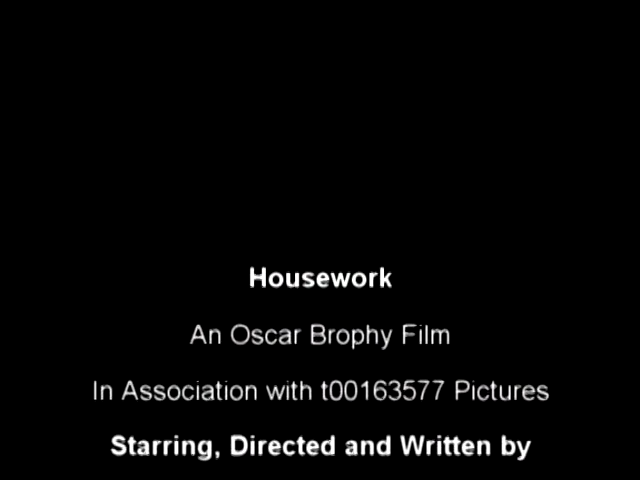 Housework
An Oscar Brophy Film
In Association with t00163577 Pictures
Starring, Directed and Written by